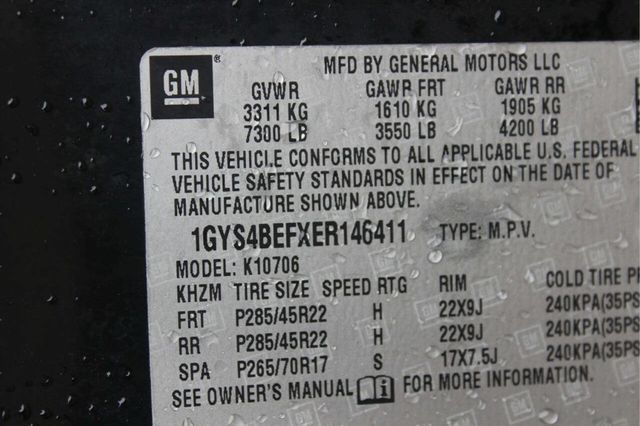 GM ® MFD BY GENERAL MOTORS LLC
GVWR GAWR FRT GAWR RR
3311 KG 1610 KG 1905 KG
7300 LB 3550 LB 4200 LB
THIS VEHICLE CONFORMS TO ALL APPLICABLE U.S. FEDERAL
VEHICLE SAFETY STANDARDS IN EFFECT ON THE DATE OF
MANUFACTURE SHOWN ABOVE.
1GYS4BEFXER146411 TYPE: M.P.V.
MODEL: K10706
KHZM TIRE SIZE SPEED RTG RIM COLD TIRE P
FRT P285/45R22 H 22X9J 240KPA(35PS
RR P285/45R22 H 22X9J 240KPA(35PS
SPA P265/70R17 S 17X7.5J 240KPA(35PS
SEE OWNER'S MANUAL FOR MORE INFORMATION.